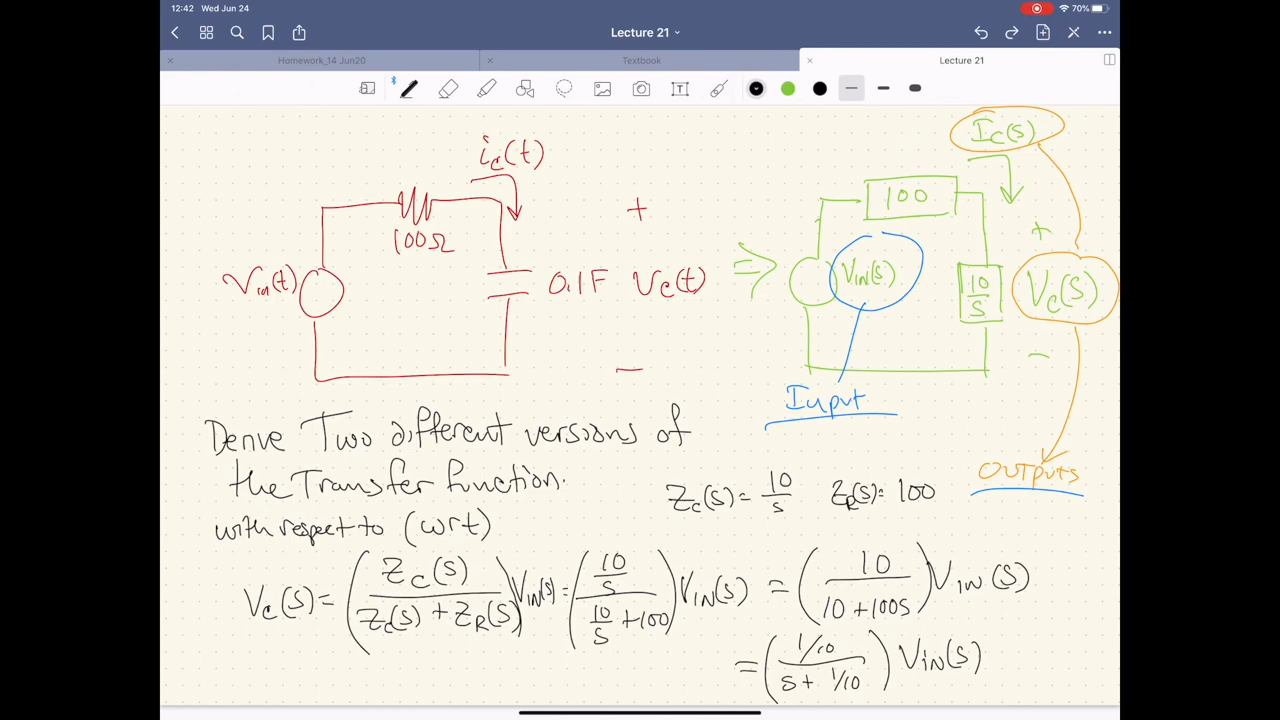 12:42 Wed Jun 24
70%
Lecture 21
Homework_14 Jun20
Textbook
Lecture 21
ic(t)
100Ω
Vin(t)
0.1F
+
Vc(t)
−
⇒
Ic(s)
100
VIN(s)
10/s
+
Vc(s)
−
Input
OUTPUTS
Derive Two different versions of
the Transfer function.
Zc(s) = 10/s ZR(s) = 100
with respect to (wrt)
Vc(s) = (Zc(s) / (Zc(s) + ZR(s))) VIN(s) = ((10/s) / (10/s + 100)) VIN(s) = (10 / (10 + 100s)) VIN(s)
= ((1/10) / (s + 1/10)) VIN(s)